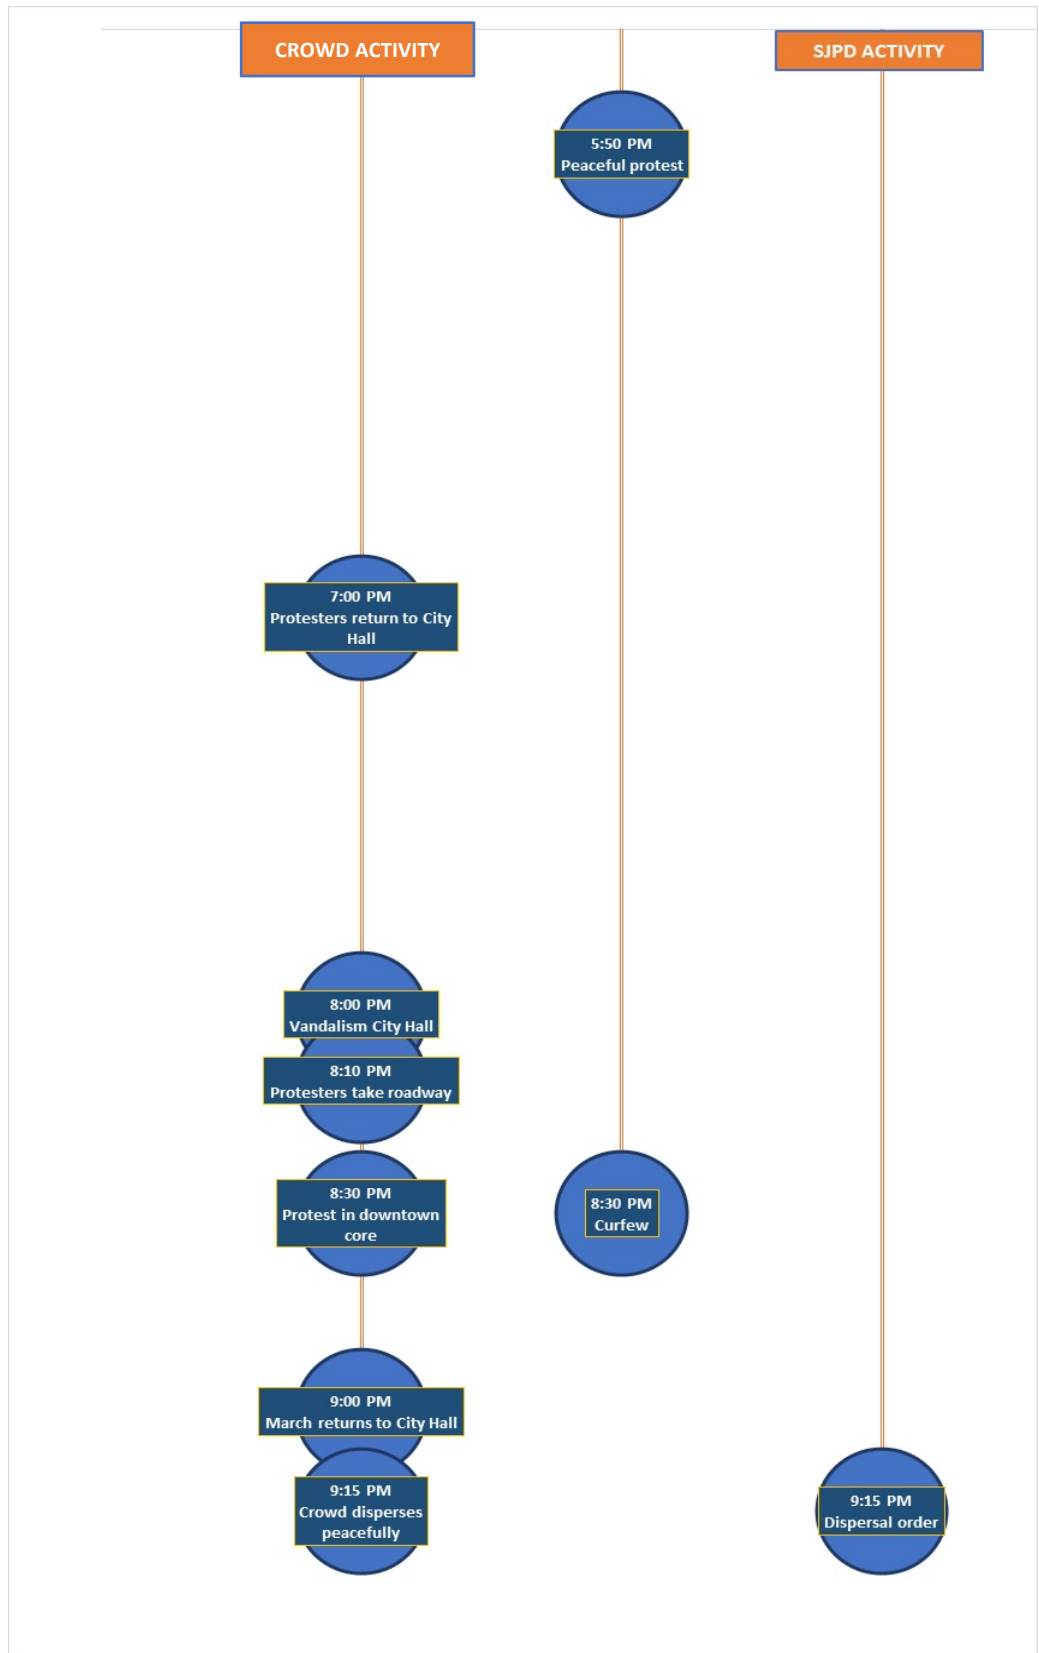 CROWD ACTIVITY
SJPD ACTIVITY
5:50 PM
Peaceful protest
7:00 PM
Protesters return to City
Hall
8:00 PM
Vandalism City Hall
8:10 PM
Protesters take roadway
8:30 PM
Protest in downtown
core
8:30 PM
Curfew
9:00 PM
March returns to City Hall
9:15 PM
Crowd disperses
peacefully
9:15 PM
Dispersal order